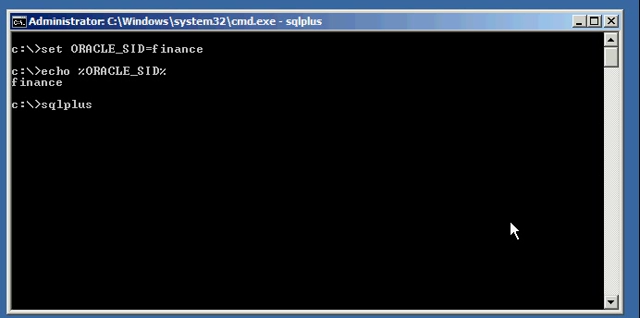 Administrator: C:\Windows\system32\cmd.exe - sqlplus
c:\>set ORACLE_SID=finance
c:\>echo %ORACLE_SID%
finance
c:\>sqlplus